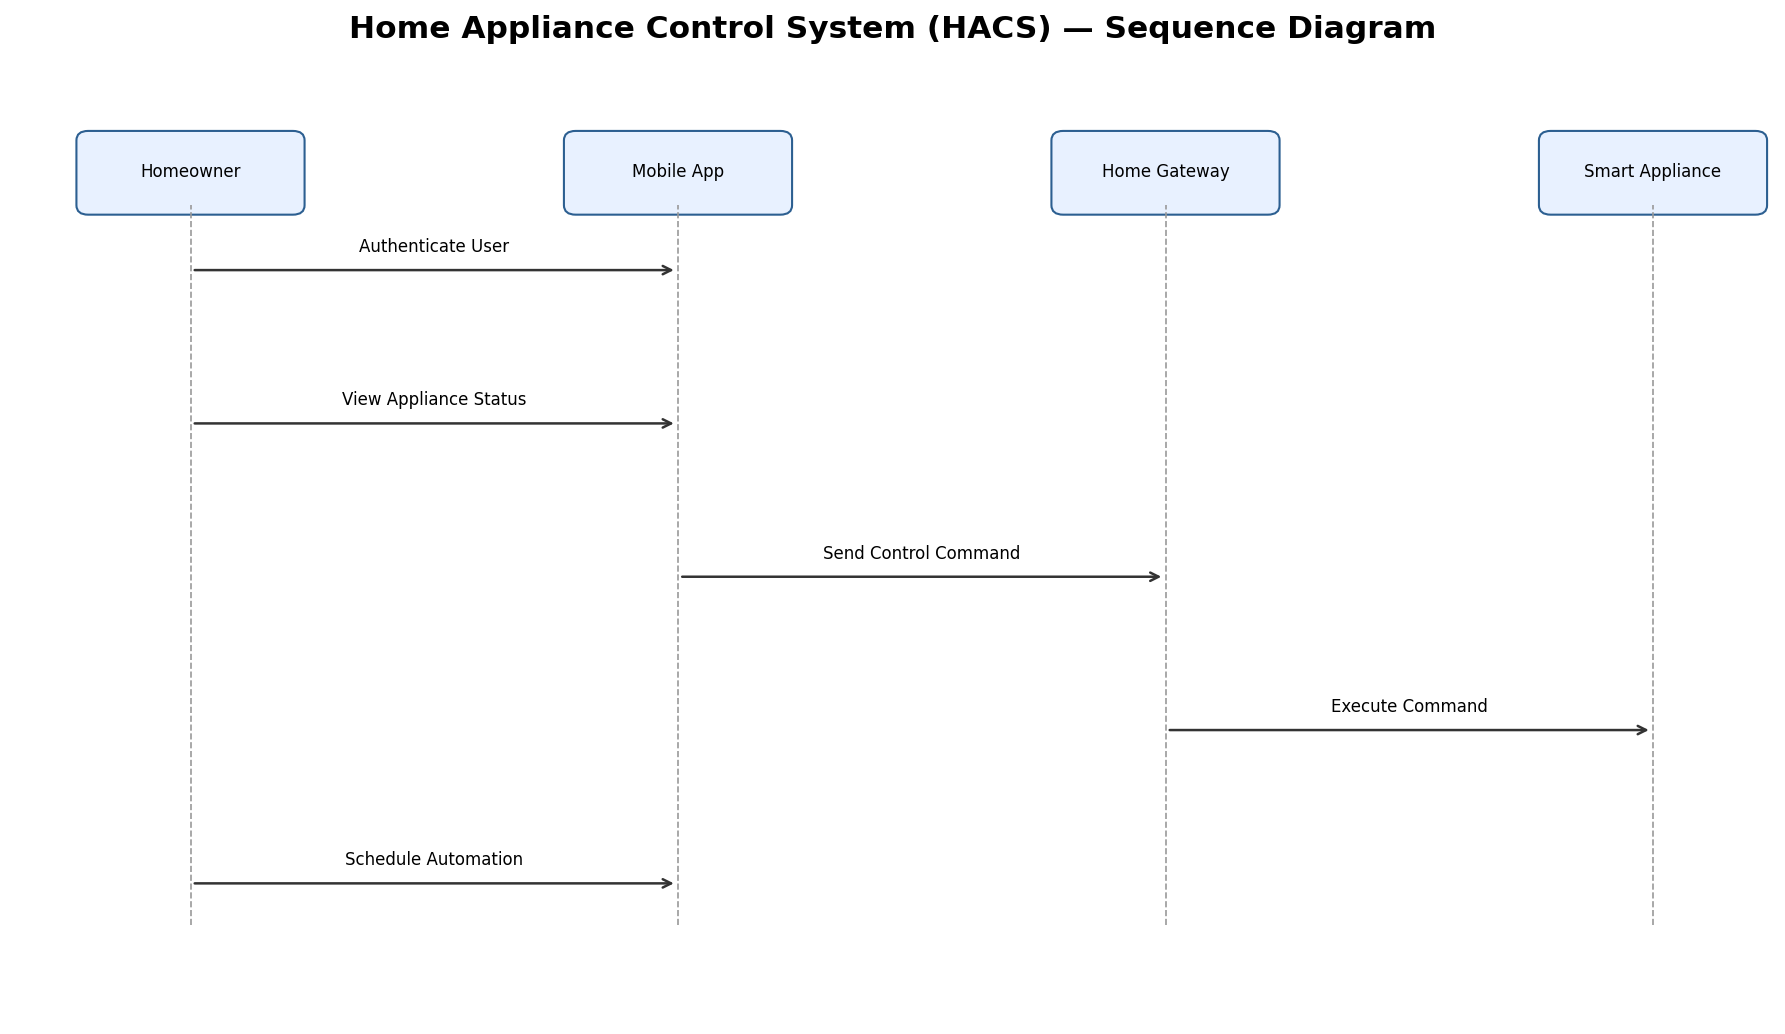 Home Appliance Control System (HACS) — Sequence Diagram
Homeowner
Mobile App
Home Gateway
Smart Appliance
Authenticate User
View Appliance Status
Send Control Command
Execute Command
Schedule Automation